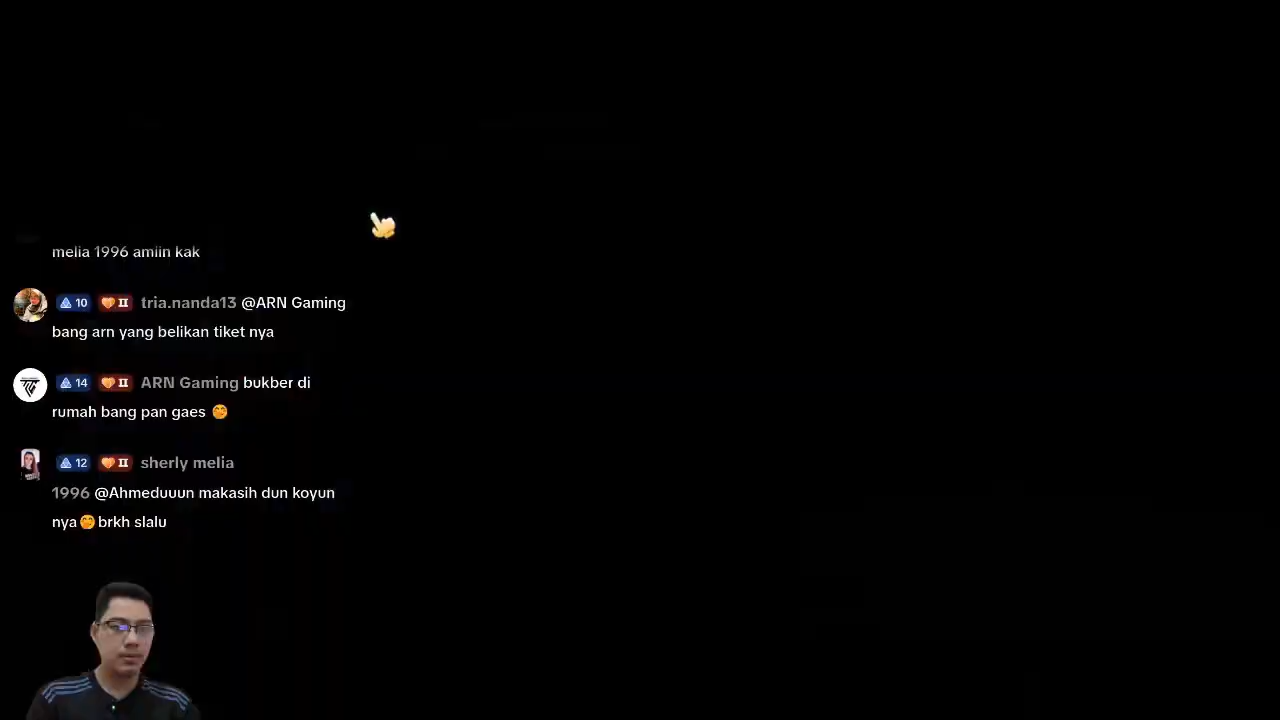 melia 1996 amiin kak
10 II tria.nanda13 @ARN Gaming
bang arn yang belikan tiket nya
14 II ARN Gaming bukber di
rumah bang pan gaes 🤭
12 II sherly melia
1996 @Ahmeduuun makasih dun koyun
nya🤭brkh slalu